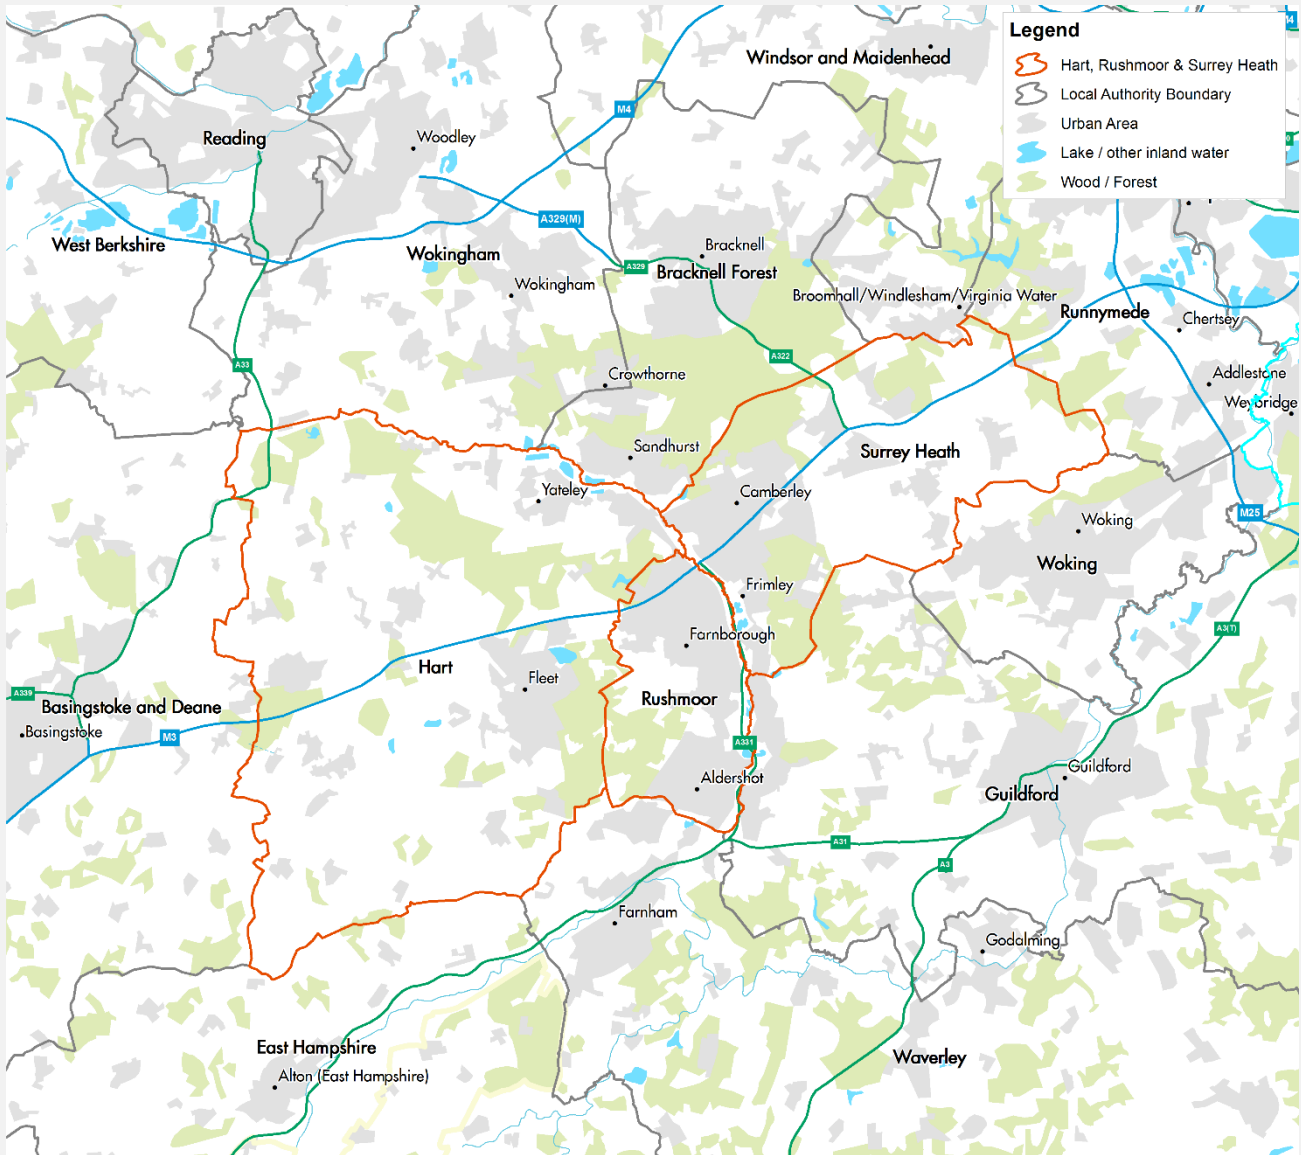 Legend
Hart, Rushmoor & Surrey Heath
Local Authority Boundary
Urban Area
Lake / other inland water
Wood / Forest
Windsor and Maidenhead
M4
Reading
Woodley
A329(M)
West Berkshire
Wokingham
Bracknell
A329
Bracknell Forest
Wokingham
Broomhall/Windlesham/Virginia Water
Runnymede
Chertsey
A322
A33
Crowthorne
Addlestone
Weybridge
Sandhurst
Surrey Heath
Yateley
Camberley
M25
Woking
Woking
Frimley
A3(T)
Farnborough
Hart
Fleet
Rushmoor
A339
Basingstoke and Deane
Basingstoke
M3
A331
Aldershot
Guildford
Guildford
A31
A3
Farnham
Godalming
East Hampshire
Alton (East Hampshire)
Waverley